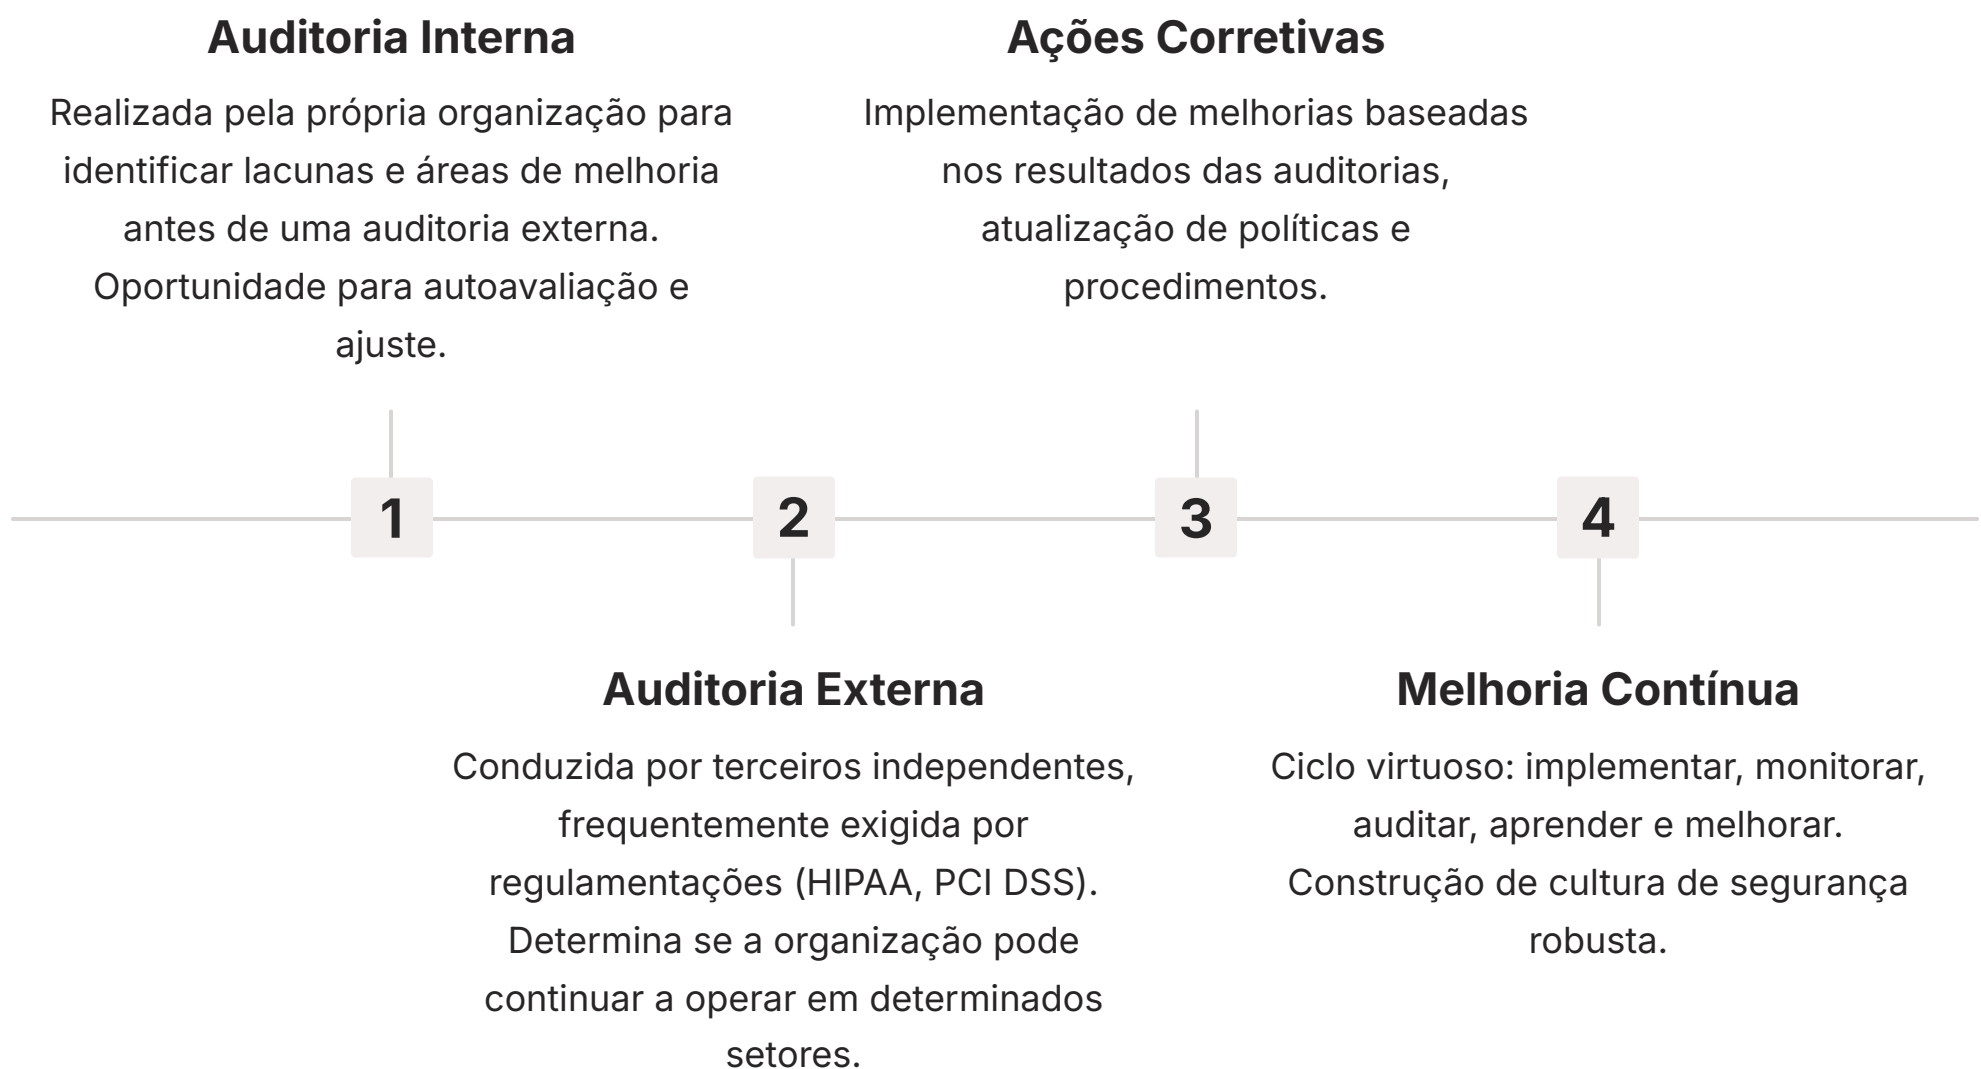 Auditoria Interna
Realizada pela própria organização para
identificar lacunas e áreas de melhoria
antes de uma auditoria externa.
Oportunidade para autoavaliação e
ajuste.
Ações Corretivas
Implementação de melhorias baseadas
nos resultados das auditorias,
atualização de políticas e
procedimentos.
1
2
3
4
Auditoria Externa
Conduzida por terceiros independentes,
frequentemente exigida por
regulamentações (HIPAA, PCI DSS).
Determina se a organização pode
continuar a operar em determinados
setores.
Melhoria Contínua
Ciclo virtuoso: implementar, monitorar,
auditar, aprender e melhorar.
Construção de cultura de segurança
robusta.